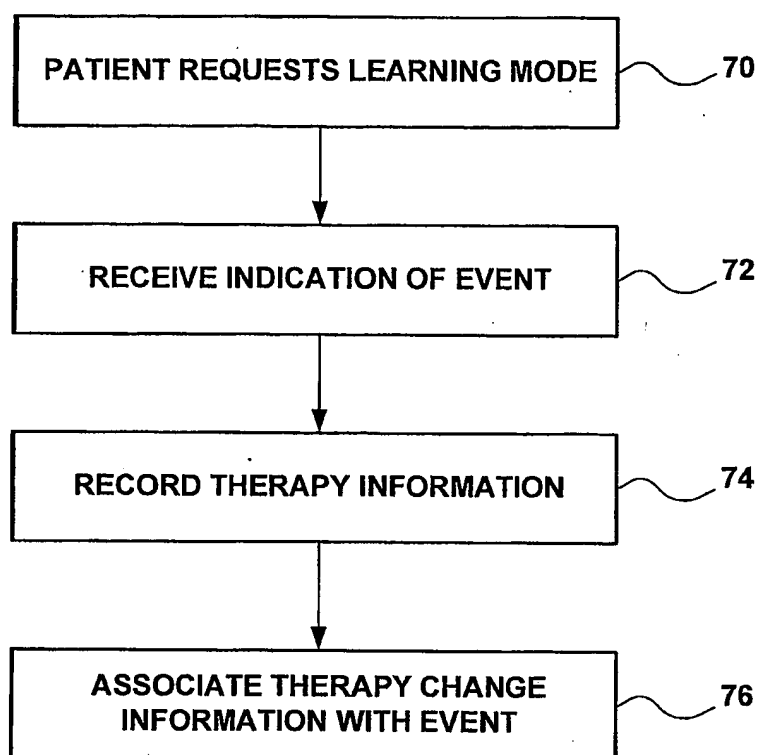 PATIENT REQUESTS LEARNING MODE
70
RECEIVE INDICATION OF EVENT
72
RECORD THERAPY INFORMATION
74
ASSOCIATE THERAPY CHANGE
INFORMATION WITH EVENT
76